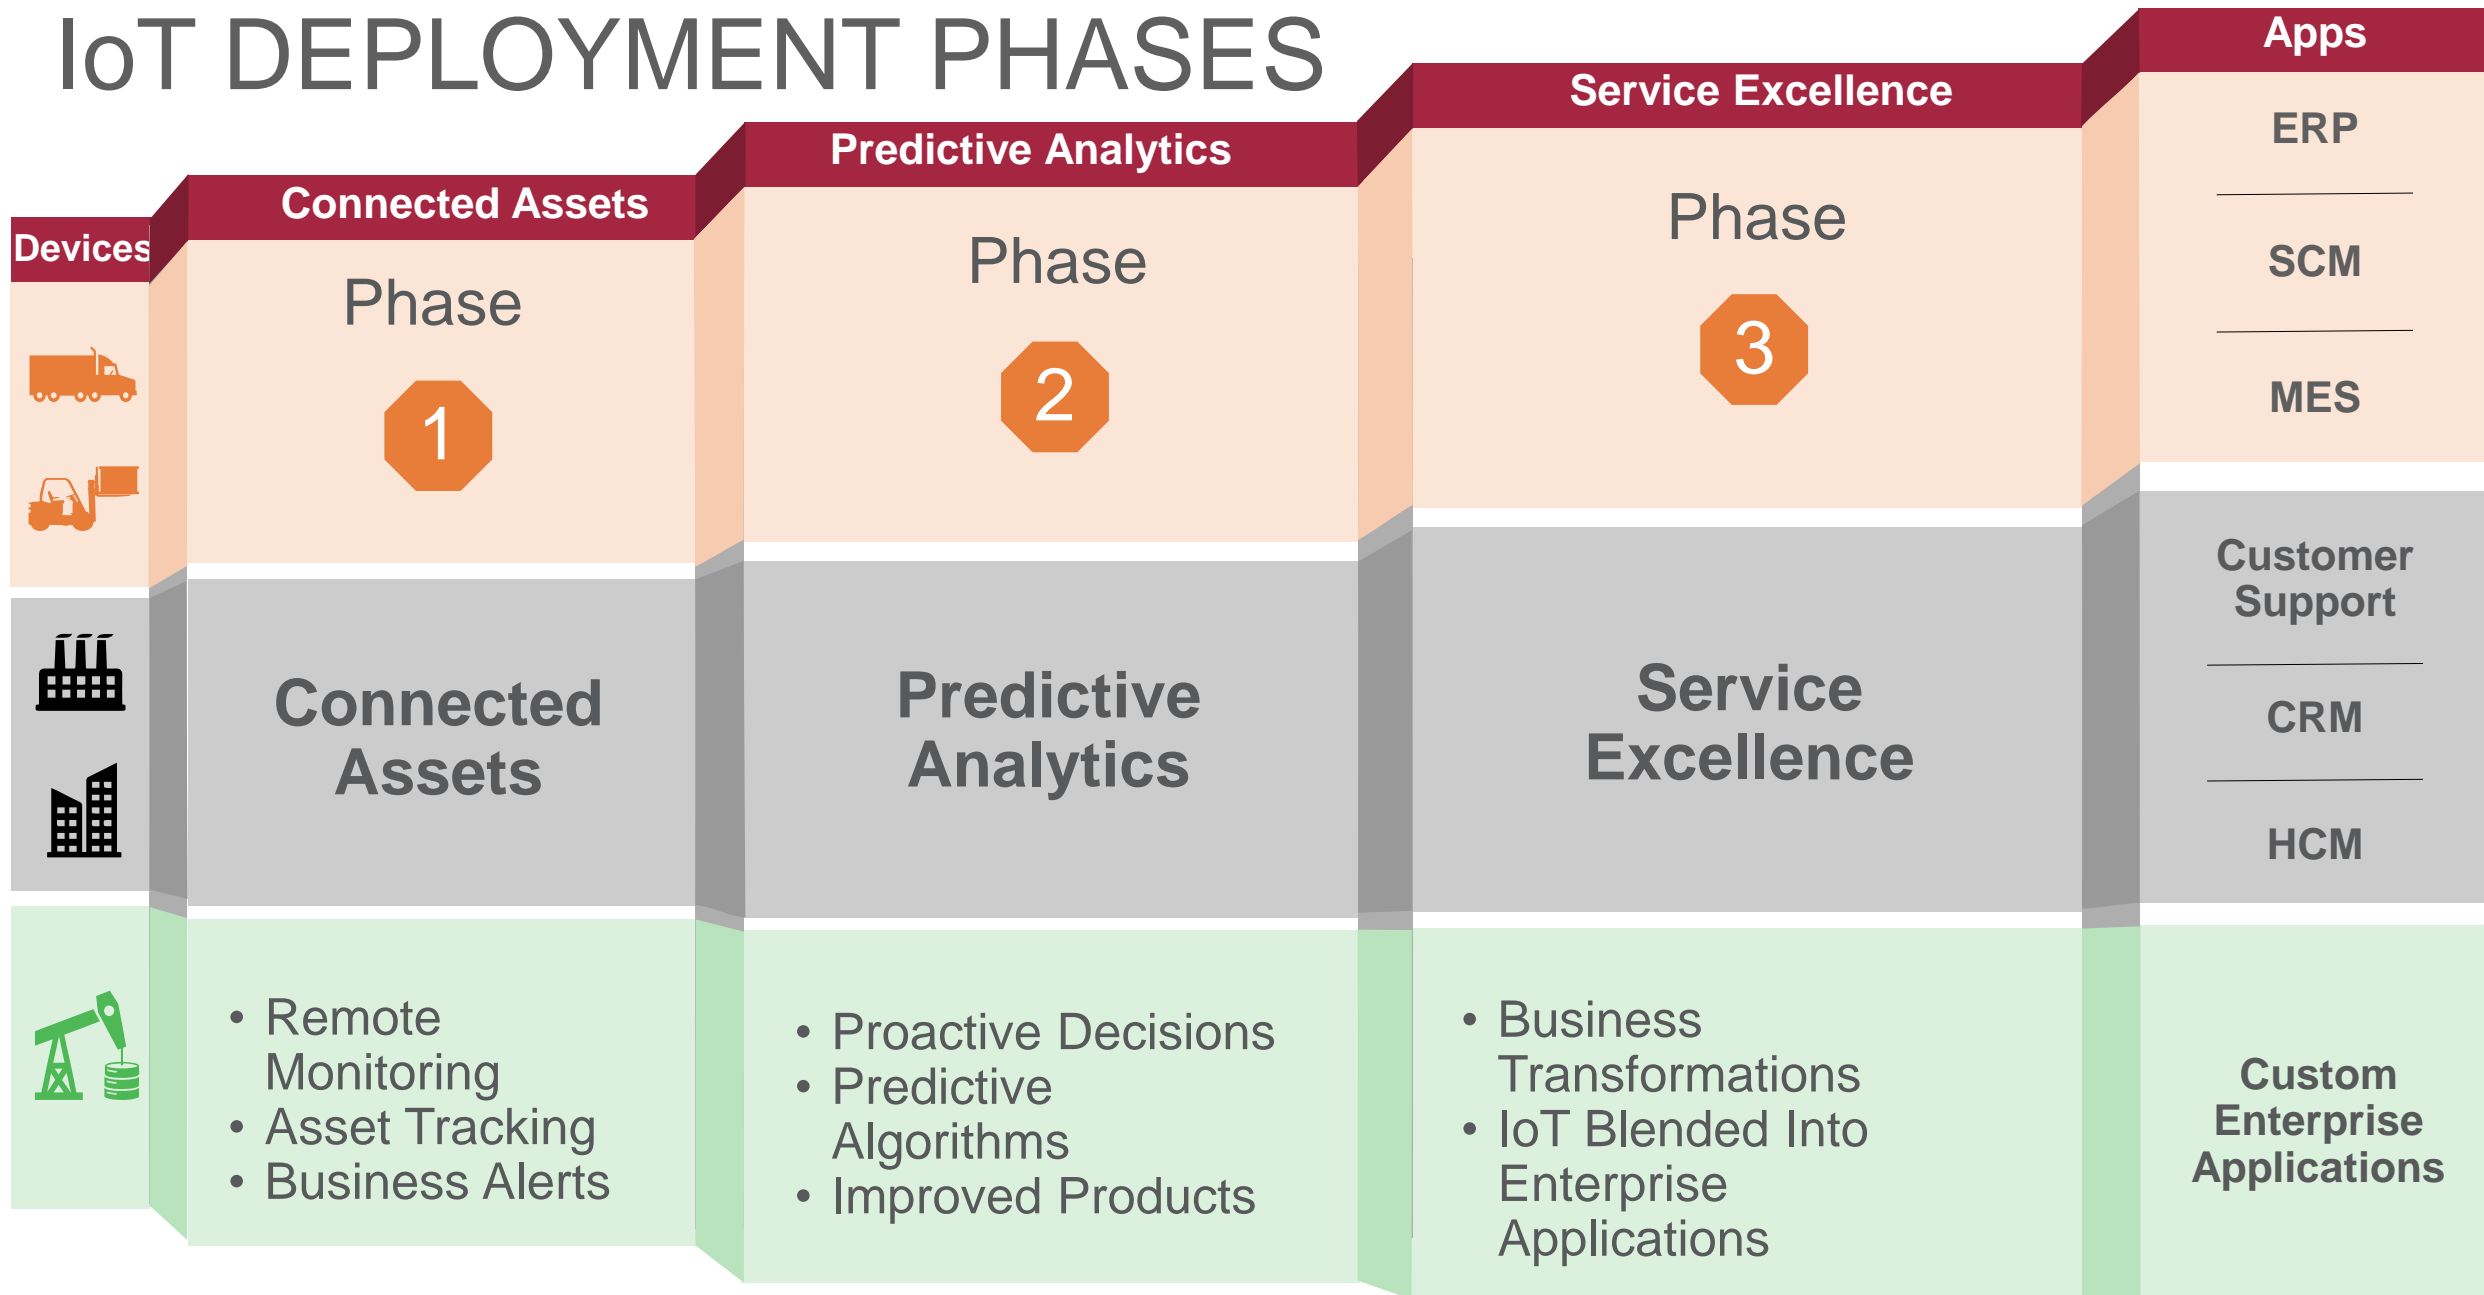 IoT DEPLOYMENT PHASES
Devices
Connected Assets
Phase
1
Connected
Assets
• Remote
Monitoring
• Asset Tracking
• Business Alerts
Predictive Analytics
Phase
2
Predictive
Analytics
• Proactive Decisions
• Predictive
Algorithms
• Improved Products
Service Excellence
Phase
3
Service
Excellence
• Business
Transformations
• IoT Blended Into
Enterprise
Applications
Apps
ERP
SCM
MES
Customer
Support
CRM
HCM
Custom
Enterprise
Applications